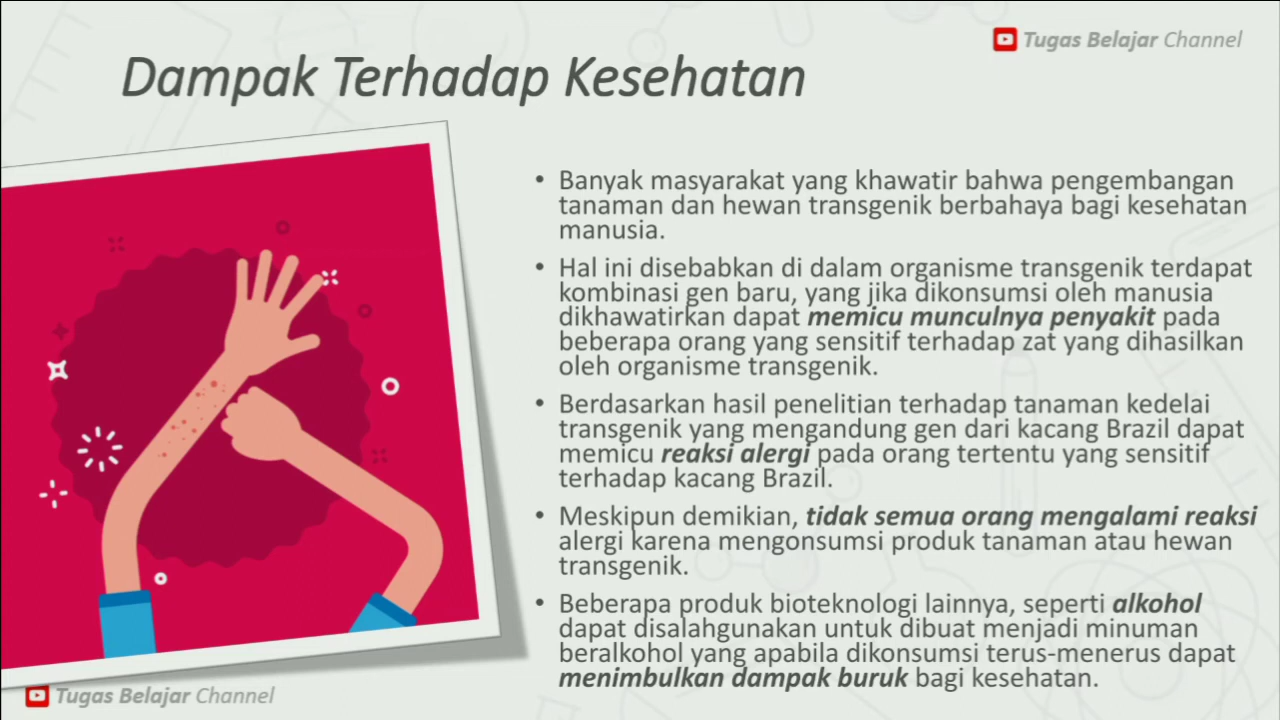 Tugas Belajar Channel
Dampak Terhadap Kesehatan
• Banyak masyarakat yang khawatir bahwa pengembangan
tanaman dan hewan transgenik berbahaya bagi kesehatan
manusia.
• Hal ini disebabkan di dalam organisme transgenik terdapat
kombinasi gen baru, yang jika dikonsumsi oleh manusia
dikhawatirkan dapat memicu munculnya penyakit pada
beberapa orang yang sensitif terhadap zat yang dihasilkan
oleh organisme transgenik.
• Berdasarkan hasil penelitian terhadap tanaman kedelai
transgenik yang mengandung gen dari kacang Brazil dapat
memicu reaksi alergi pada orang tertentu yang sensitif
terhadap kacang Brazil.
• Meskipun demikian, tidak semua orang mengalami reaksi
alergi karena mengonsumsi produk tanaman atau hewan
transgenik.
• Beberapa produk bioteknologi lainnya, seperti alkohol
dapat disalahgunakan untuk dibuat menjadi minuman
beralkohol yang apabila dikonsumsi terus-menerus dapat
menimbulkan dampak buruk bagi kesehatan.
Tugas Belajar Channel